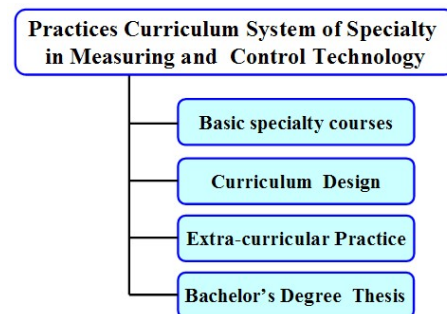 Practices Curriculum System of Specialty
in Measuring and Control Technology
Basic specialty courses
Curriculum Design
Extra-curricular Practice
Bachelor's Degree Thesis